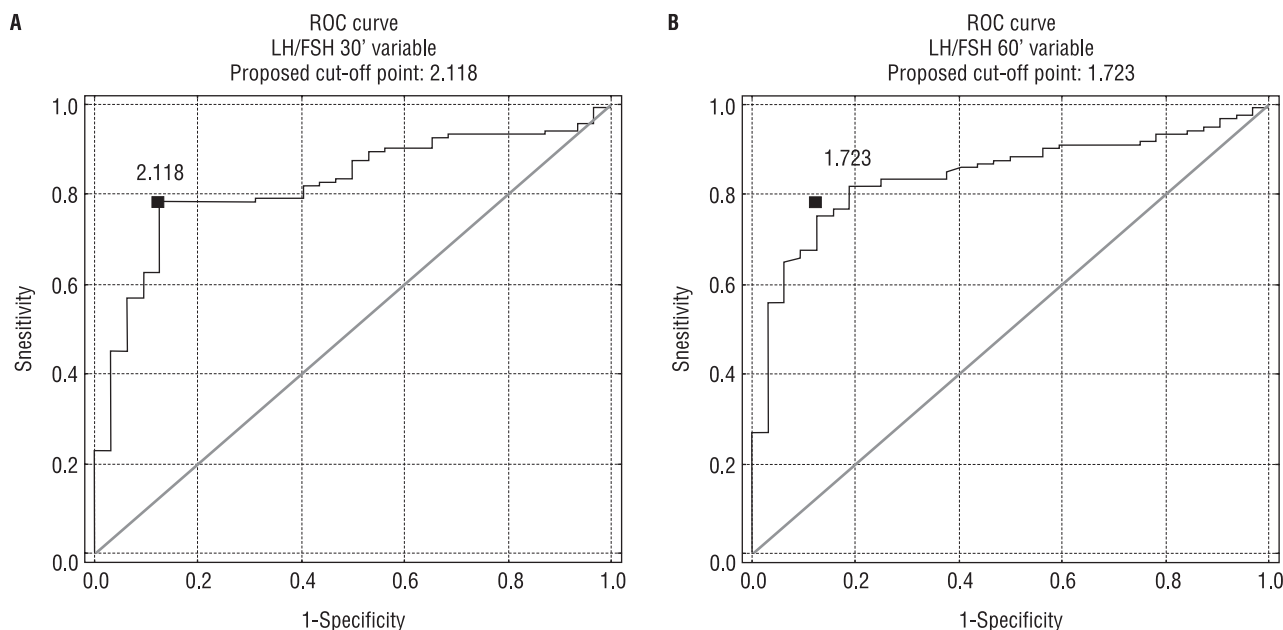 A
ROC curve
LH/FSH 30' variable
Proposed cut-off point: 2.118
1.0
0.8
0.6
0.4
0.2
0.0
Snesitivity
2.118
0.0 0.2 0.4 0.6 0.8 1.0
1-Specificity
B
ROC curve
LH/FSH 60' variable
Proposed cut-off point: 1.723
1.0
0.8
0.6
0.4
0.2
0.0
Snesitivity
1.723
0.0 0.2 0.4 0.6 0.8 1.0
1-Specificity